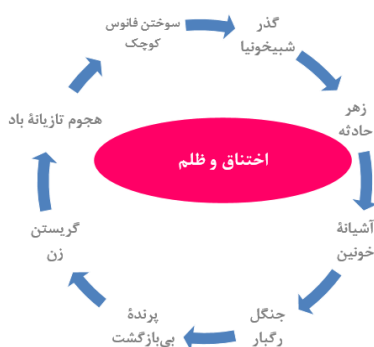 گذر
شبیخونیا
زهر
حادثه
آشیانهٔ
خونین
جنگل
رگبار
پرندهٔ
بی‌بازگشت
گریستن
زن
هجوم تازیانهٔ باد
سوختن فانوس
کوچک
اختناق و ظلم